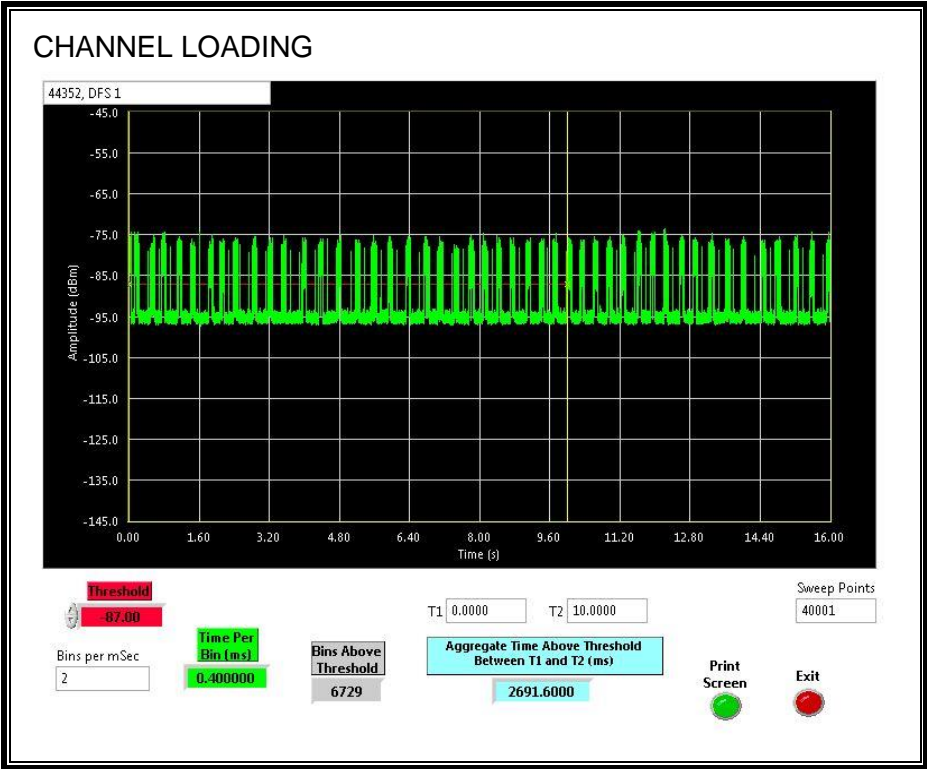 CHANNEL LOADING
44352, DFS 1
-45.0
-55.0
-65.0
-75.0
-85.0
-95.0
-105.0
-115.0
-125.0
-135.0
-145.0
Amplitude (dBm)
0.00 1.60 3.20 4.80 6.40 8.00 9.60 11.20 12.80 14.40 16.00
Time (s)
Threshold
-87.00
Bins per mSec
2
Time Per
Bin (ms)
0.400000
Bins Above
Threshold
6729
T1 0.0000 T2 10.0000
Aggregate Time Above Threshold
Between T1 and T2 (ms)
2691.6000
Sweep Points
40001
Print
Screen
Exit